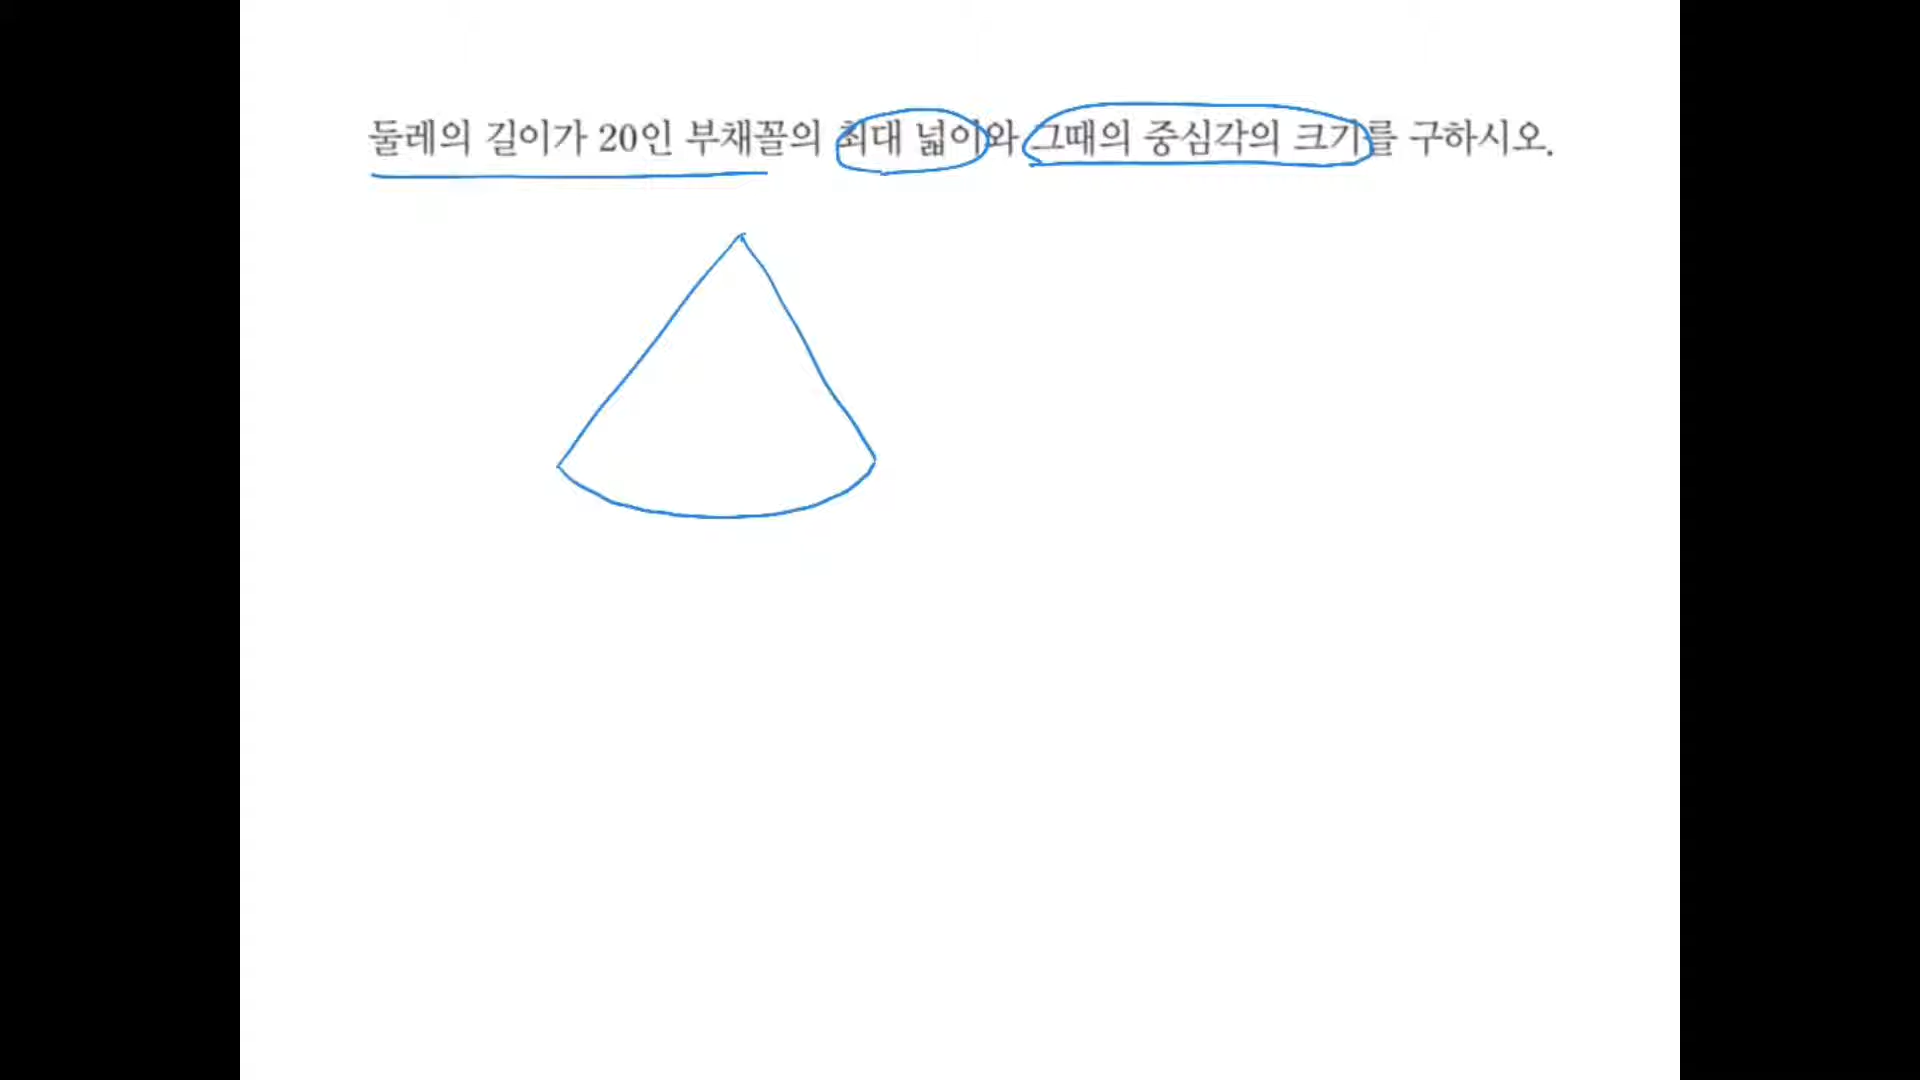 둘레의 길이가 20인 부채꼴의 최대 넓이와 그때의 중심각의 크기를 구하시오.